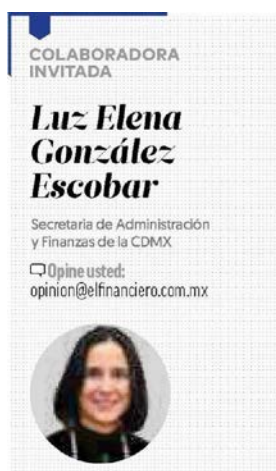 COLABORADORA
INVITADA
Luz Elena
González
Escobar
Secretaria de Administración
y Finanzas de la CDMX
Opine usted:
opinion@elfinanciero.com.mx